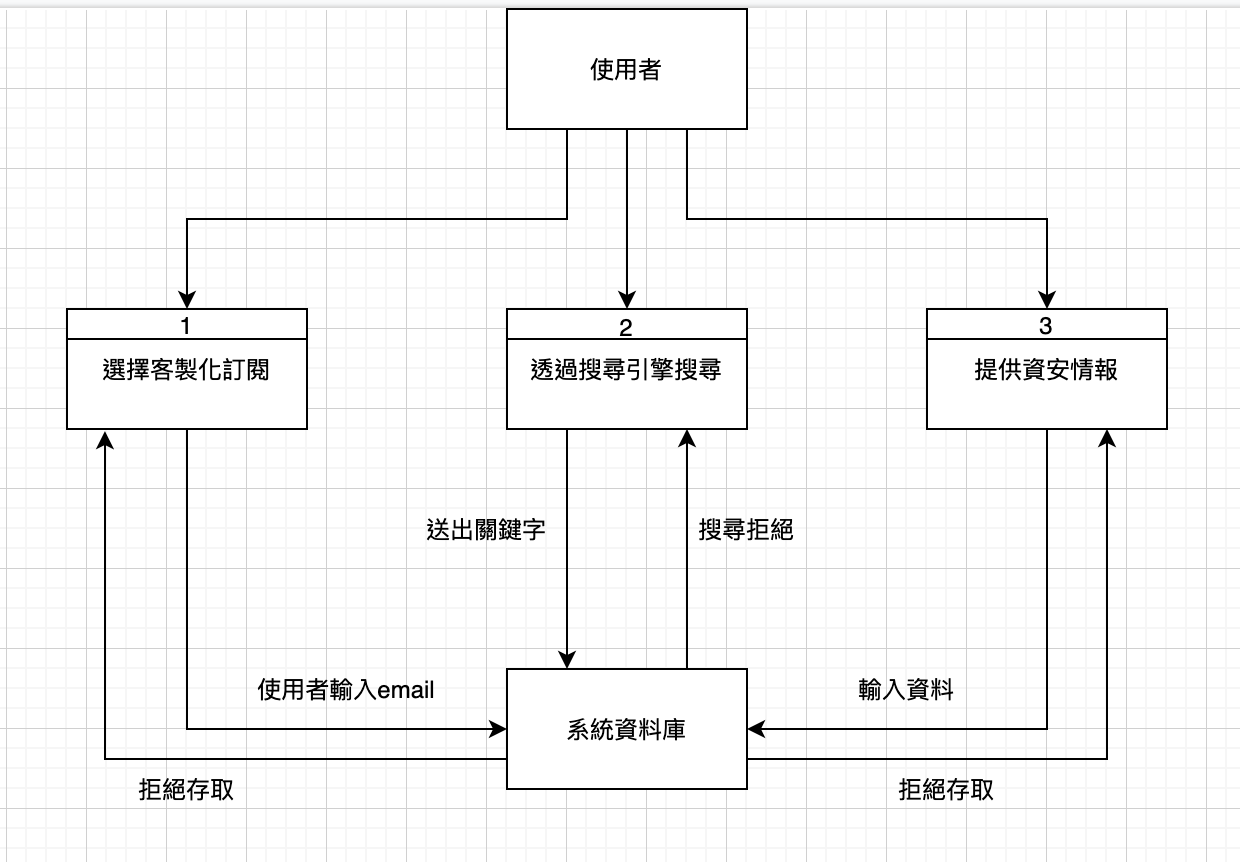 使用者
1
選擇客製化訂閱
2
透過搜尋引擎搜尋
3
提供資安情報
送出關鍵字
搜尋拒絕
使用者輸入email
輸入資料
系統資料庫
拒絕存取
拒絕存取